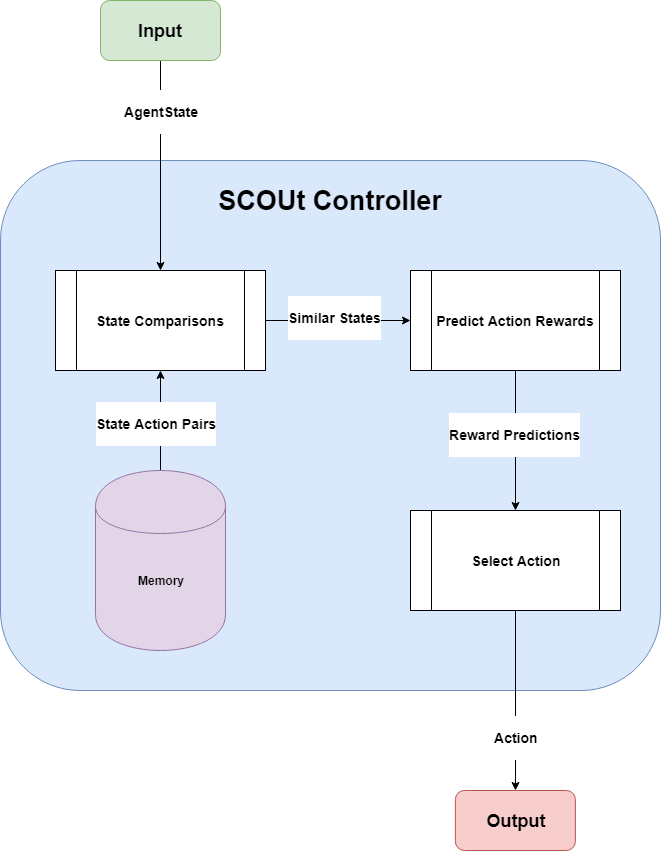 Input
AgentState
SCOUt Controller
State Comparisons
Similar States
Predict Action Rewards
State Action Pairs
Reward Predictions
Memory
Select Action
Action
Output